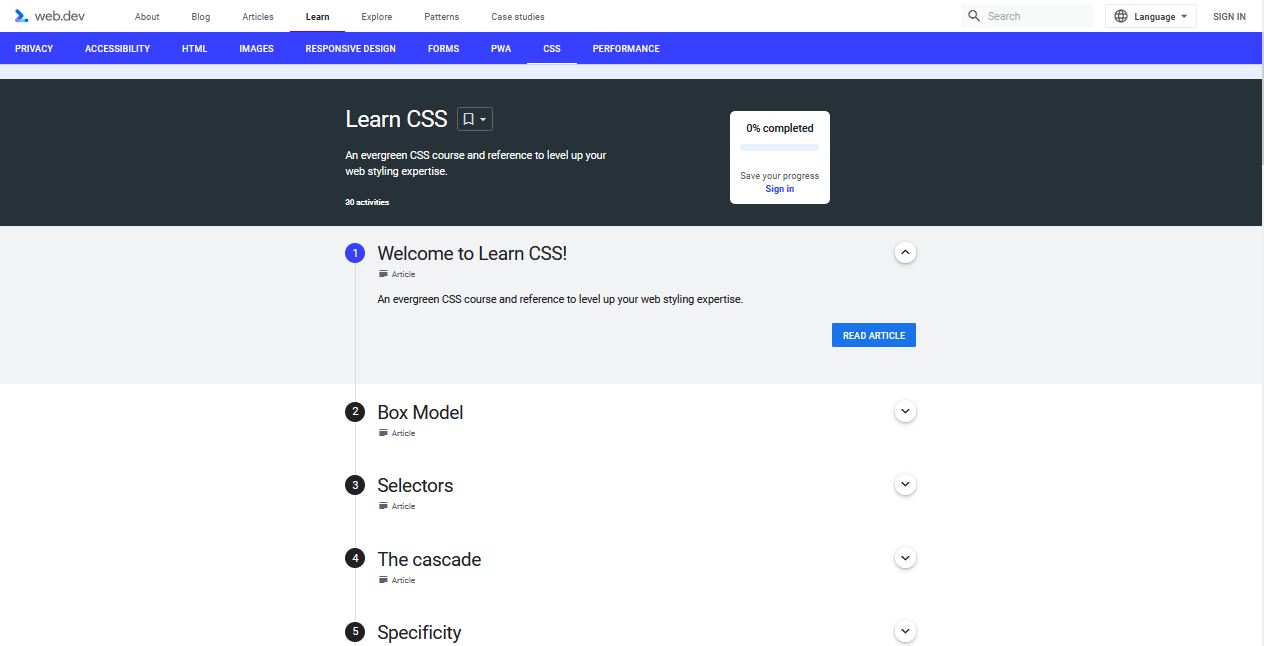 web.dev About Blog Articles Learn Explore Patterns Case studies Search Language SIGN IN
PRIVACY ACCESSIBILITY HTML IMAGES RESPONSIVE DESIGN FORMS PWA CSS PERFORMANCE
Learn CSS
An evergreen CSS course and reference to level up your
web styling expertise.
30 activities
0% completed
Save your progress
Sign in
1 Welcome to Learn CSS!
Article
An evergreen CSS course and reference to level up your web styling expertise.
READ ARTICLE
2 Box Model
Article
3 Selectors
Article
4 The cascade
Article
5 Specificity